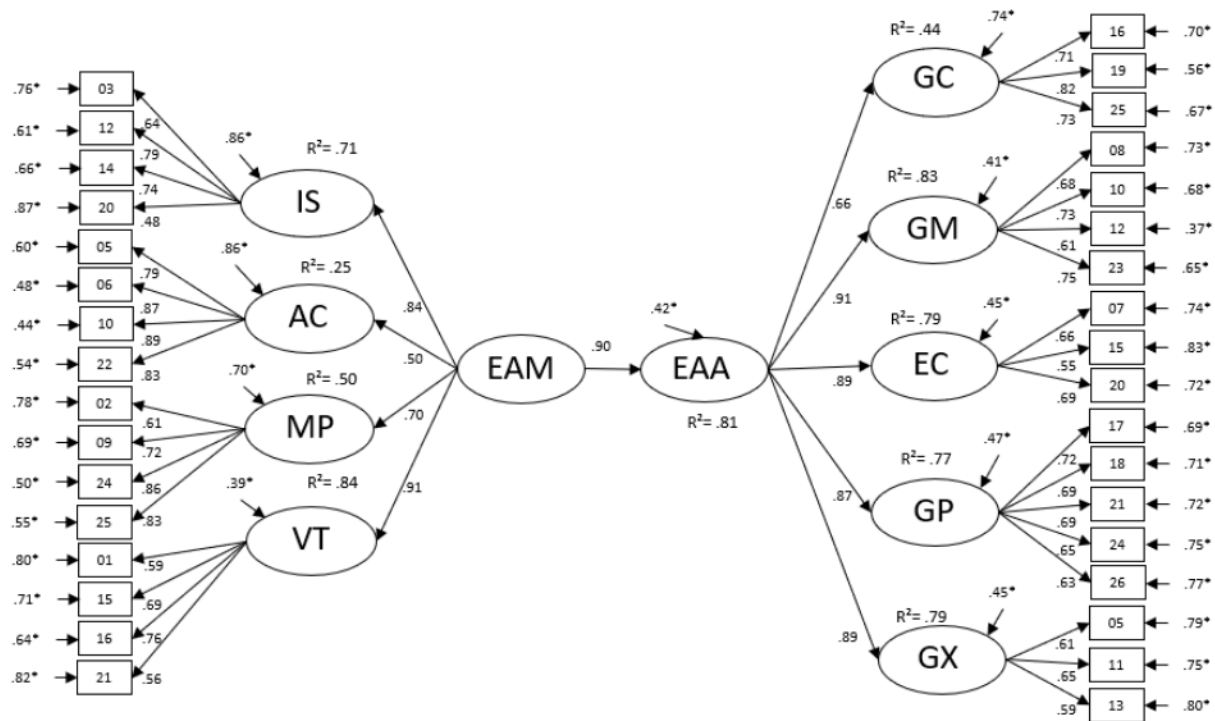 .76* 03 .64
.61* 12 .79
.66* 14 .74
.87* 20 .48
.86* R²= .71
IS
.60* 05 .79
.48* 06 .87
.44* 10 .89
.54* 22 .83
.86* R²= .25
AC
.78* 02 .61
.69* 09 .72
.50* 24 .86
.55* 25 .83
.70* R²= .50
MP
.80* 01 .59
.71* 15 .69
.64* 16 .76
.82* 21 .56
.39* R²= .84
VT
.84
.50
.70
.91
EAM
.90
.42*
EAA
R²= .81
.66
.91
.89
.87
.89
R²= .44 .74*
GC
.71 16 .70*
.82 19 .56*
.73 25 .67*
R²= .83 .41*
GM
.68 08 .73*
.73 10 .68*
.61 12 .37*
.75 23 .65*
R²= .79 .45*
EC
.66 07 .74*
.55 15 .83*
.69 20 .72*
R²= .77 .47*
GP
.72 17 .69*
.69 18 .71*
.69 21 .72*
.65 24 .75*
.63 26 .77*
R²= .79 .45*
GX
.61 05 .79*
.65 11 .75*
.59 13 .80*